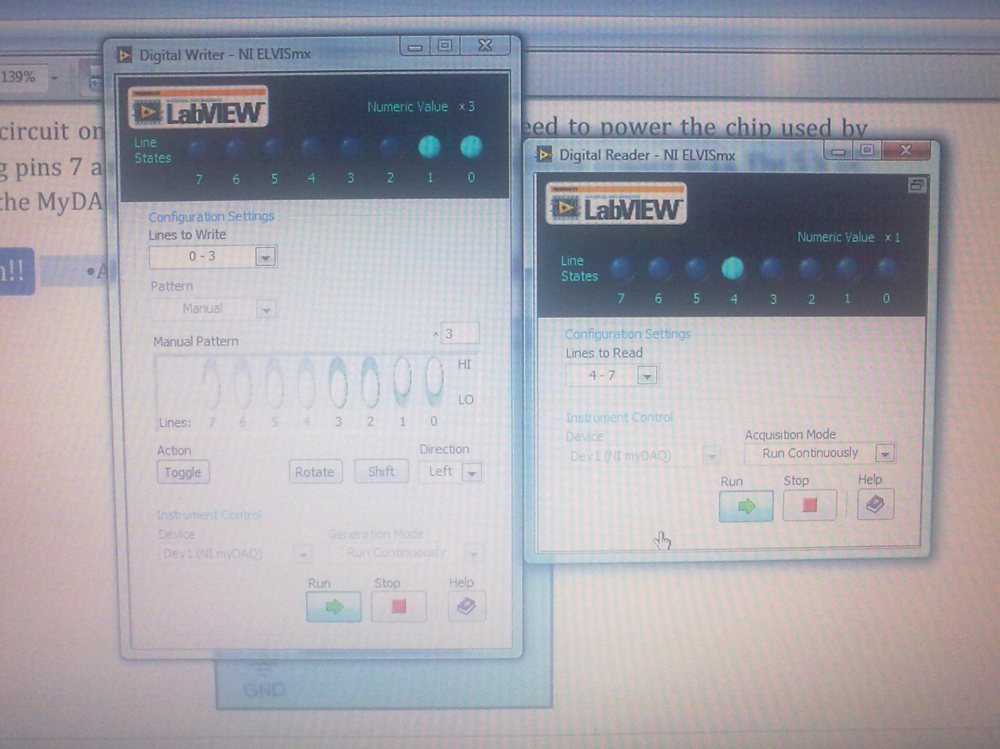 139%
circuit on
eed to power the chip used by
g pins 7 a
the MyDA
n!!
•A
Digital Writer - NI ELVISmx
LabVIEW
Numeric Value x 3
Line
States
7 6 5 4 3 2 1 0
Configuration Settings
Lines to Write
0 - 3
Pattern
Manual
Manual Pattern
x 3
HI
LO
Lines: 7 6 5 4 3 2 1 0
Action
Direction
Toggle Rotate Shift Left
Instrument Control
Device Generation Mode
Dev1 (NI myDAQ) Run Continuously
Run Stop Help
GND
Digital Reader - NI ELVISmx
LabVIEW
Numeric Value x 1
Line
States
7 6 5 4 3 2 1 0
Configuration Settings
Lines to Read
4 - 7
Instrument Control
Device Acquisition Mode
Dev1 (NI myDAQ) Run Continuously
Run Stop Help